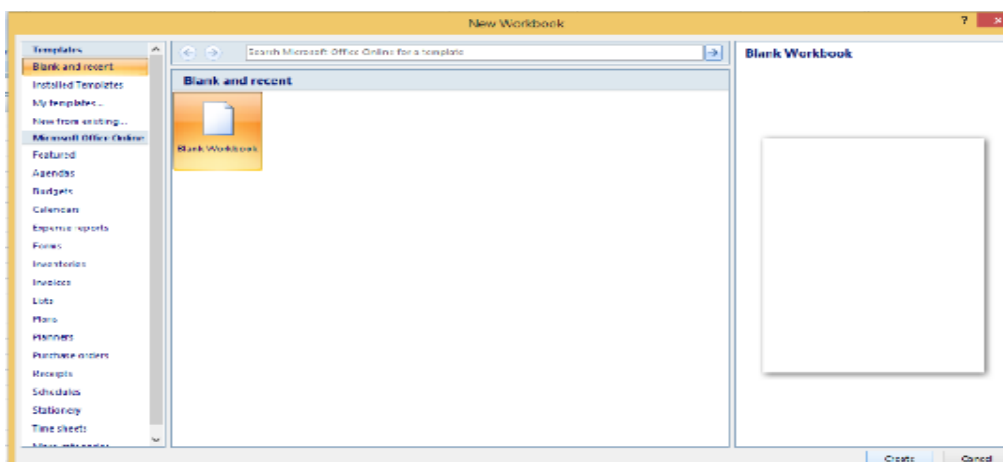 New Workbook
?
Templates
Blank and recent
Installed Templates
My templates...
New from existing...
Microsoft Office Online
Featured
Agendas
Budgets
Calendars
Expense reports
Forms
Inventories
Invoices
Lists
Plans
Planners
Purchase orders
Receipts
Schedules
Stationery
Time sheets
Search Microsoft Office Online for a template
Blank and recent
Blank Workbook
Blank Workbook
Create
Cancel